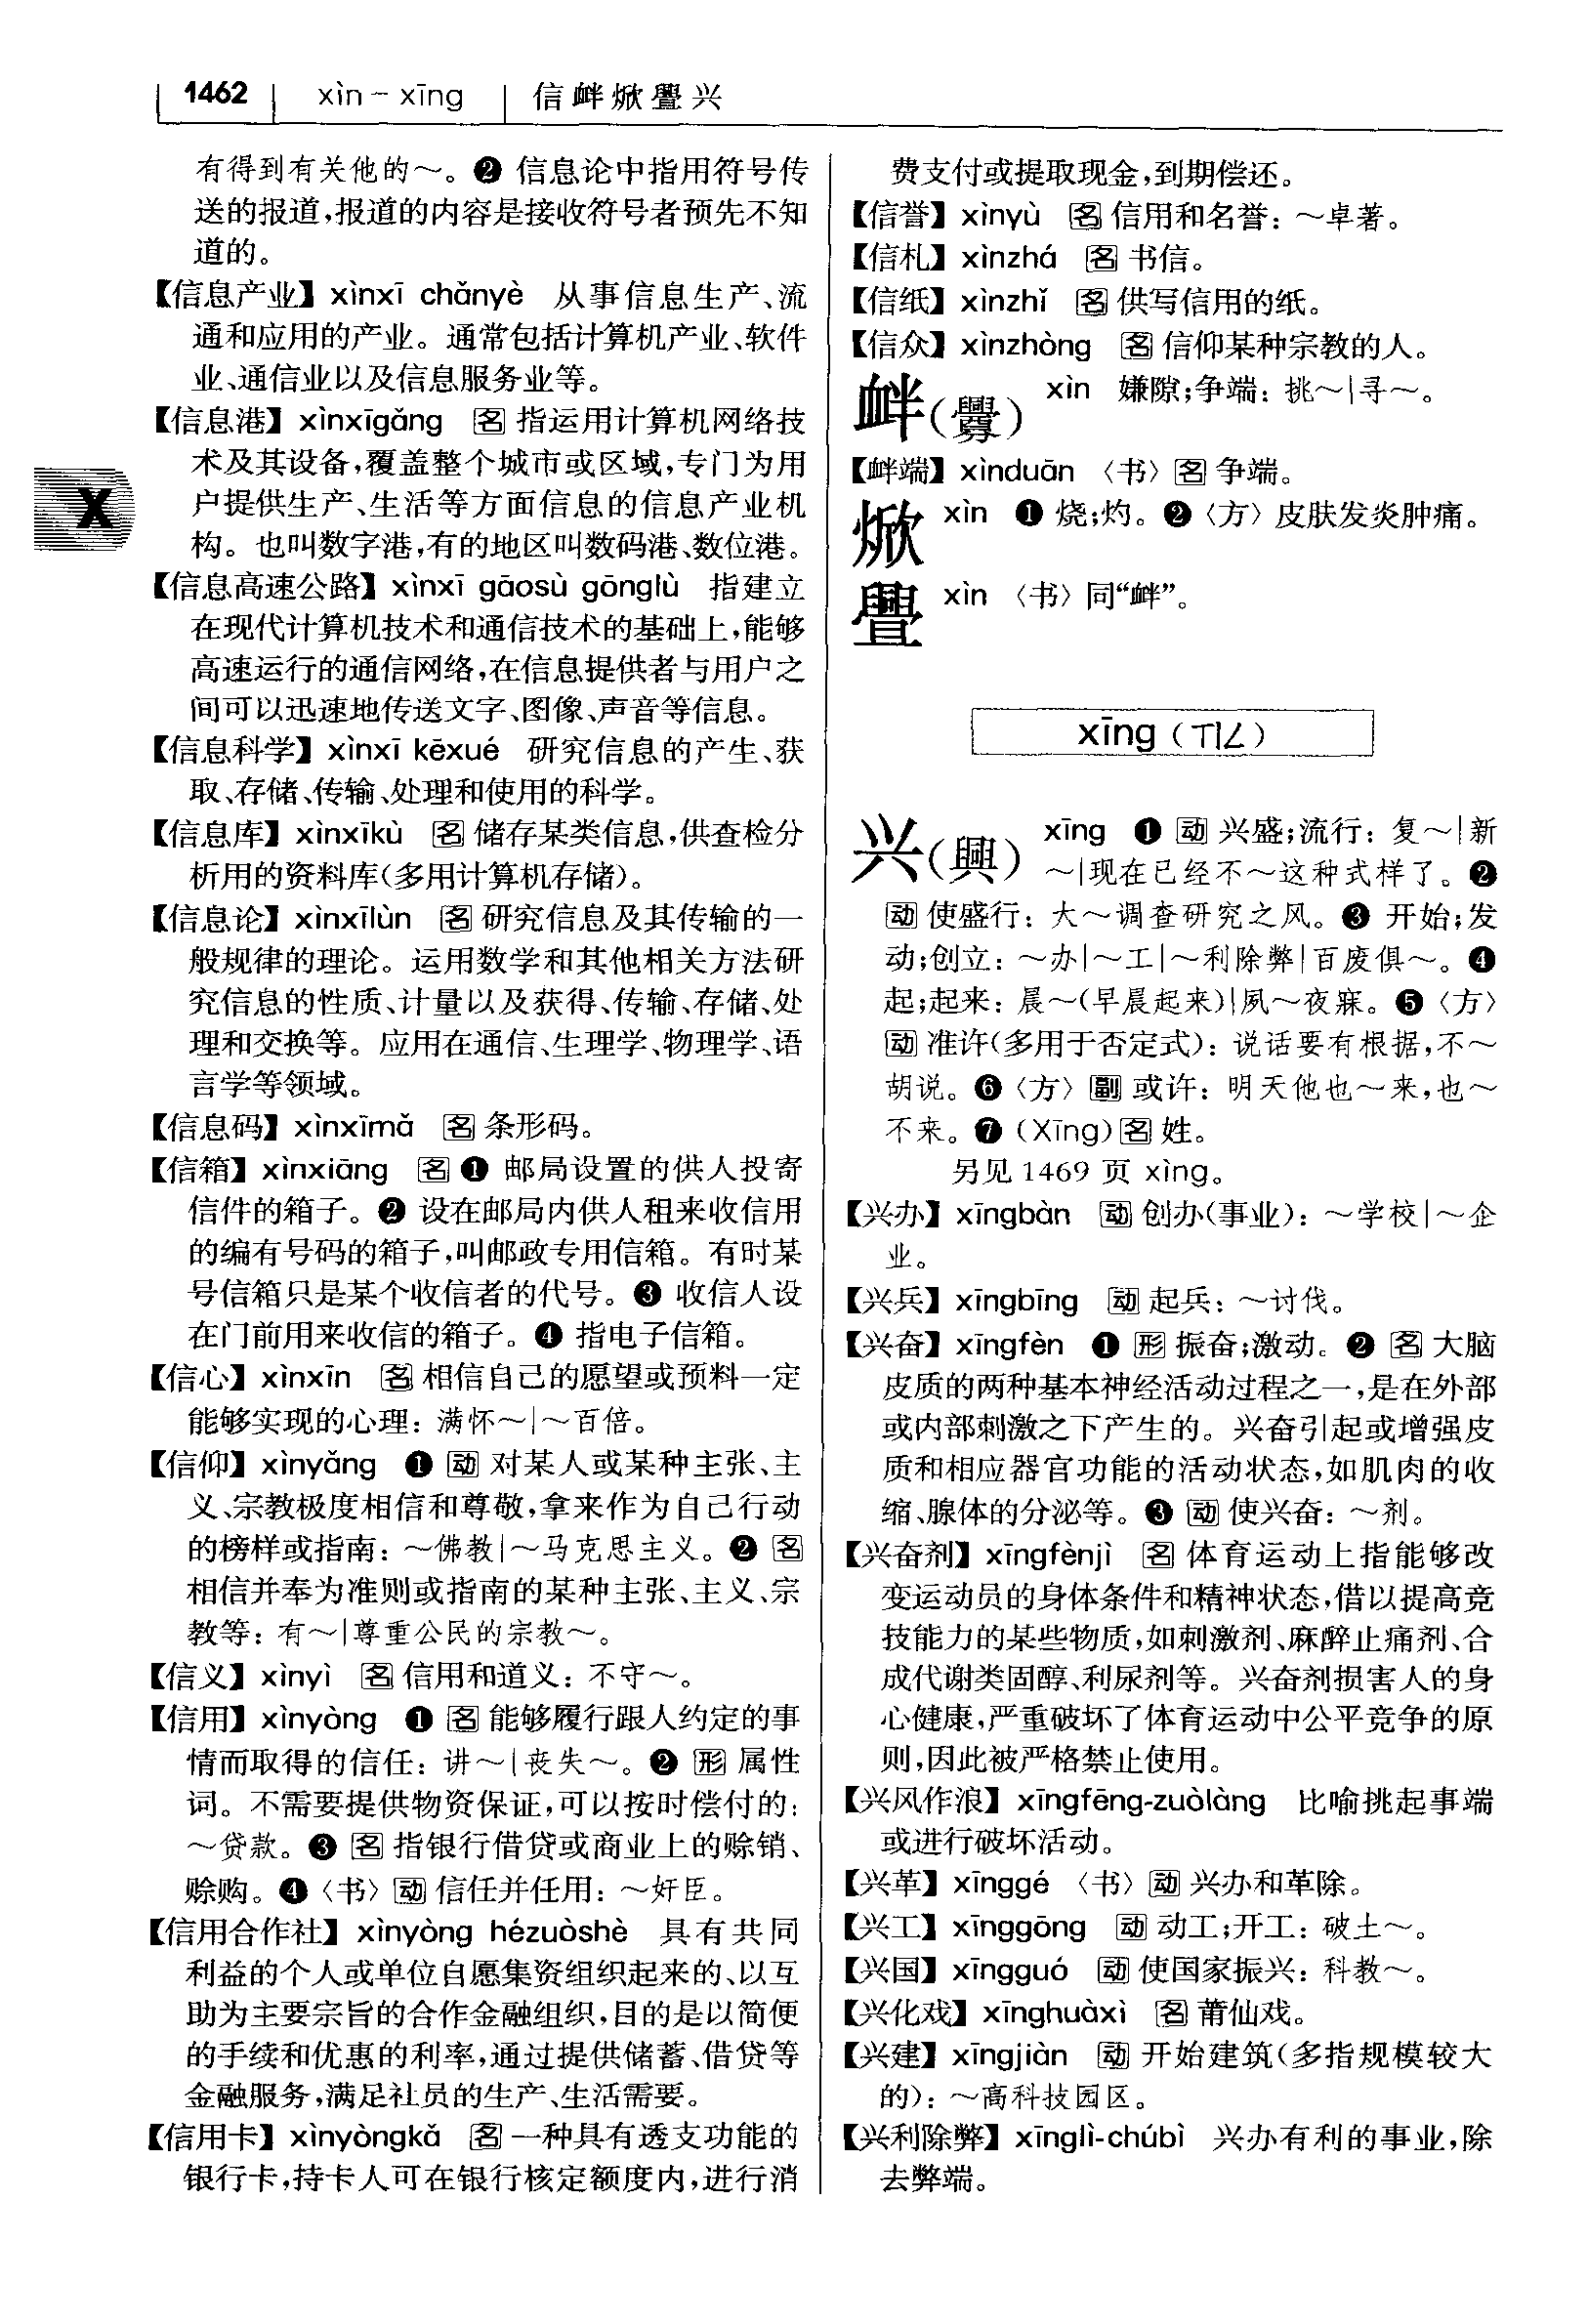 1462 xìn－xīng 信衅焮舋兴
有得到有关他的～。❷ 信息论中指用符号传
送的报道，报道的内容是接收符号者预先不知
道的。
【信息产业】xìnxī chǎnyè 从事信息生产、流
通和应用的产业。通常包括计算机产业、软件
业、通信业以及信息服务业等。
【信息港】xìnxīgǎng 名 指运用计算机网络技
术及其设备，覆盖整个城市或区域，专门为用
户提供生产、生活等方面信息的信息产业机
构。也叫数字港，有的地区叫数码港、数位港。
【信息高速公路】xìnxī gāosù gōnglù 指建立
在现代计算机技术和通信技术的基础上，能够
高速运行的通信网络，在信息提供者与用户之
间可以迅速地传送文字、图像、声音等信息。
【信息科学】xìnxī kēxué 研究信息的产生、获
取、存储、传输、处理和使用的科学。
【信息库】xìnxīkù 名 储存某类信息，供查检分
析用的资料库（多用计算机存储）。
【信息论】xìnxīlùn 名 研究信息及其传输的一
般规律的理论。运用数学和其他相关方法研
究信息的性质、计量以及获得、传输、存储、处
理和交换等。应用在通信、生理学、物理学、语
言学等领域。
【信息码】xìnxīmǎ 名 条形码。
【信箱】xìnxiāng 名 ❶ 邮局设置的供人投寄
信件的箱子。❷ 设在邮局内供人租来收信用
的编有号码的箱子，叫邮政专用信箱。有时某
号信箱只是某个收信者的代号。❸ 收信人设
在门前用来收信的箱子。❹ 指电子信箱。
【信心】xìnxīn 名 相信自己的愿望或预料一定
能够实现的心理：满怀～|～百倍。
【信仰】xìnyǎng ❶ 动 对某人或某种主张、主
义、宗教极度相信和尊敬，拿来作为自己行动
的榜样或指南：～佛教|～马克思主义。❷ 名
相信并奉为准则或指南的某种主张、主义、宗
教等：有～|尊重公民的宗教～。
【信义】xìnyì 名 信用和道义：不守～。
【信用】xìnyòng ❶ 名 能够履行跟人约定的事
情而取得的信任：讲～|丧失～。❷ 形 属性
词。不需要提供物资保证，可以按时偿付的：
～贷款。❸ 名 指银行借贷或商业上的赊销、
赊购。❹〈书〉动 信任并任用：～奸臣。
【信用合作社】xìnyòng hézuòshè 具有共同
利益的个人或单位自愿集资组织起来的、以互
助为主要宗旨的合作金融组织，目的是以简便
的手续和优惠的利率，通过提供储蓄、借贷等
金融服务，满足社员的生产、生活需要。
【信用卡】xìnyòngkǎ 名 一种具有透支功能的
银行卡，持卡人可在银行核定额度内，进行消
费支付或提取现金，到期偿还。
【信誉】xìnyù 名 信用和名誉：～卓著。
【信札】xìnzhá 名 书信。
【信纸】xìnzhǐ 名 供写信用的纸。
【信众】xìnzhòng 名 信仰某种宗教的人。
衅（釁） xìn 嫌隙；争端：挑～|寻～。
【衅端】xìnduān〈书〉名 争端。
焮 xìn ❶ 烧；灼。❷〈方〉皮肤发炎肿痛。
舋 xìn〈书〉同“衅”。
xīng（ㄒㄧㄥ）
兴（興） xīng ❶ 动 兴盛；流行：复～|新
～|现在已经不～这种式样了。❷
动 使盛行：大～调查研究之风。❸ 开始；发
动；创立：～办|～工|～利除弊|百废俱～。❹
起；起来：晨～（早晨起来）|夙～夜寐。❺〈方〉
动 准许（多用于否定式）：说话要有根据，不～
胡说。❻〈方〉副 或许：明天他也～来，也～
不来。❼（Xīng）名 姓。
另见 1469 页 xìng。
【兴办】xīngbàn 动 创办（事业）：～学校|～企
业。
【兴兵】xīngbīng 动 起兵：～讨伐。
【兴奋】xīngfèn ❶ 形 振奋；激动。❷ 名 大脑
皮质的两种基本神经活动过程之一，是在外部
或内部刺激之下产生的。兴奋引起或增强皮
质和相应器官功能的活动状态，如肌肉的收
缩、腺体的分泌等。❸ 动 使兴奋：～剂。
【兴奋剂】xīngfènjì 名 体育运动上指能够改
变运动员的身体条件和精神状态，借以提高竞
技能力的某些物质，如刺激剂、麻醉止痛剂、合
成代谢类固醇、利尿剂等。兴奋剂损害人的身
心健康，严重破坏了体育运动中公平竞争的原
则，因此被严格禁止使用。
【兴风作浪】xīngfēng-zuòlàng 比喻挑起事端
或进行破坏活动。
【兴革】xīnggé〈书〉动 兴办和革除。
【兴工】xīnggōng 动 动工；开工：破土～。
【兴国】xīngguó 动 使国家振兴：科教～。
【兴化戏】xīnghuàxì 名 莆仙戏。
【兴建】xīngjiàn 动 开始建筑（多指规模较大
的）：～高科技园区。
【兴利除弊】xīnglì-chúbì 兴办有利的事业，除
去弊端。
X